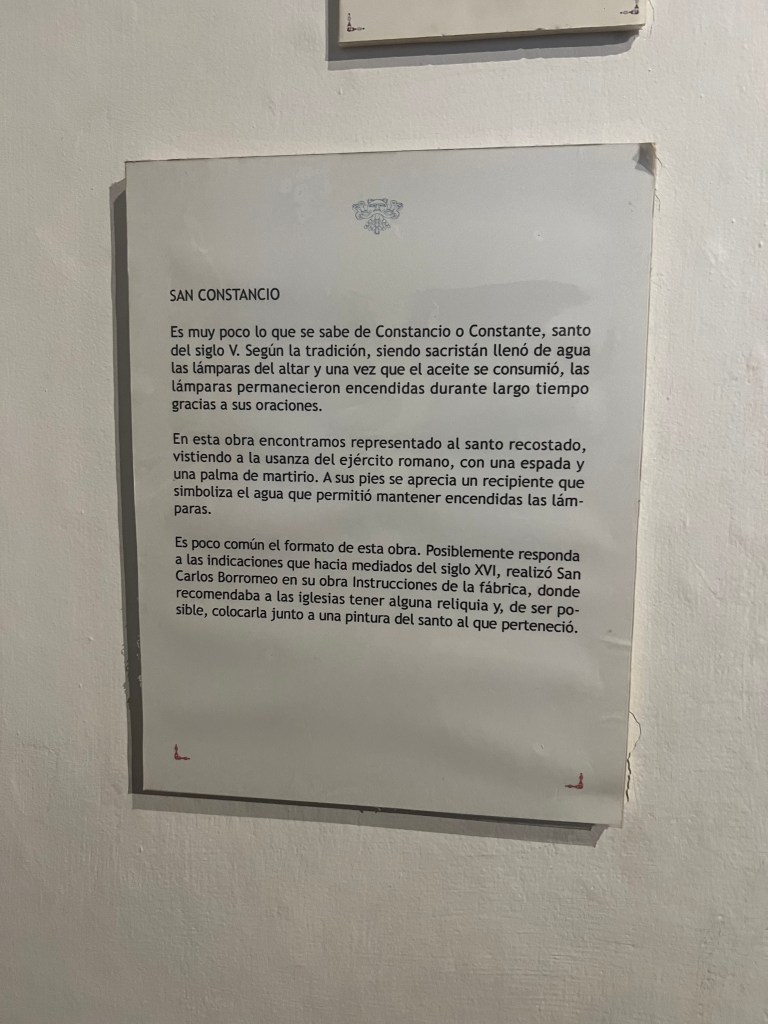 SAN CONSTANCIO
Es muy poco lo que se sabe de Constancio o Constante, santo
del siglo V. Según la tradición, siendo sacristán llenó de agua
las lámparas del altar y una vez que el aceite se consumió, las
lámparas permanecieron encendidas durante largo tiempo
gracias a sus oraciones.
En esta obra encontramos representado al santo recostado,
vistiendo a la usanza del ejército romano, con una espada y
una palma de martirio. A sus pies se aprecia un recipiente que
simboliza el agua que permitió mantener encendidas las lám-
paras.
Es poco común el formato de esta obra. Posiblemente responda
a las indicaciones que hacia mediados del siglo XVI, realizó San
Carlos Borromeo en su obra Instrucciones de la fábrica, donde
recomendaba a las iglesias tener alguna reliquia y, de ser po-
sible, colocarla junto a una pintura del santo al que perteneció.